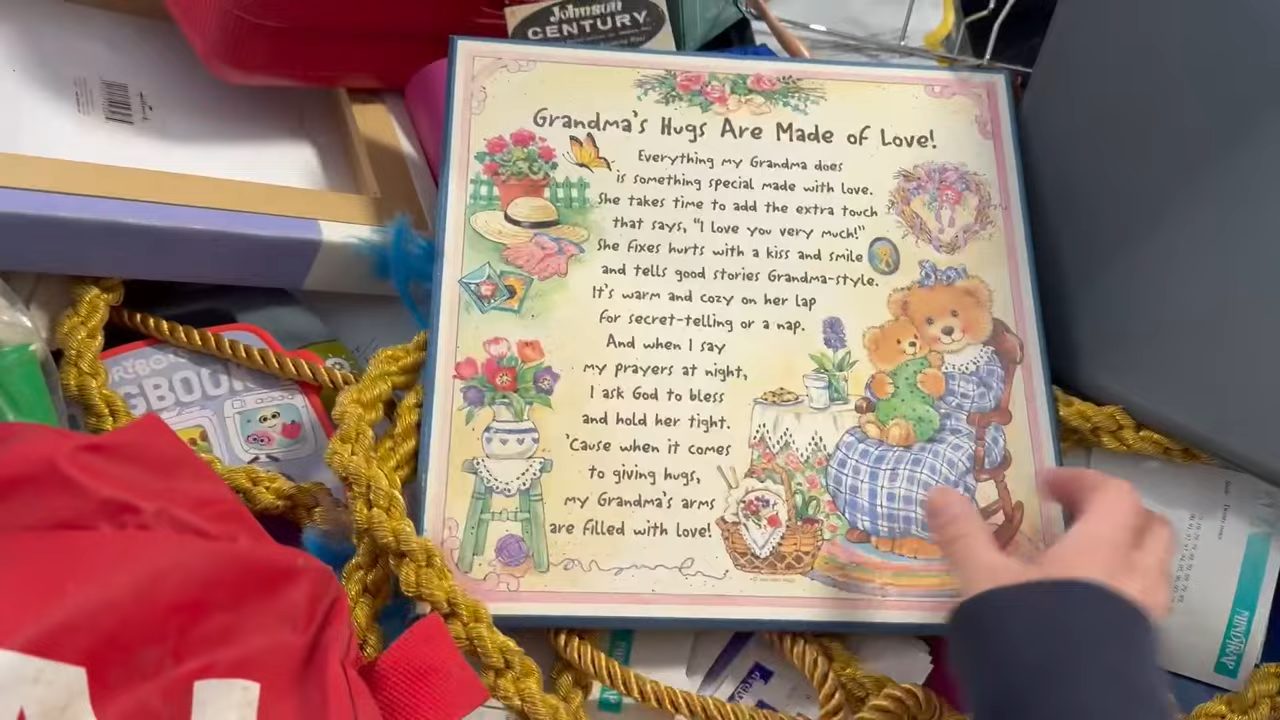 Johnson
CENTURY
Grandma's Hugs Are Made of Love!
Everything my Grandma does
is something special made with love.
She takes time to add the extra touch
that says, "I love you very much!"
She fixes hurts with a kiss and smile
and tells good stories Grandma-style.
It's warm and cozy on her lap
for secret-telling or a nap.
And when I say
my prayers at night,
I ask God to bless
and hold her tight.
'Cause when it comes
to giving hugs,
my Grandma's arms
are filled with love!
Hallmark
MINDTRAP